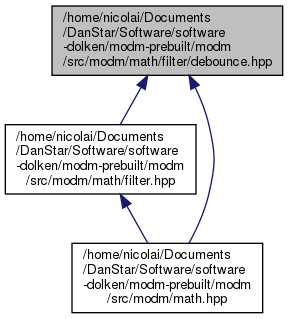 /home/nicolai/Documents
/DanStar/Software/software
-dolken/modm-prebuilt/modm
/src/modm/math/filter/debounce.hpp
/home/nicolai/Documents
/DanStar/Software/software
-dolken/modm-prebuilt/modm
/src/modm/math/filter.hpp
/home/nicolai/Documents
/DanStar/Software/software
-dolken/modm-prebuilt/modm
/src/modm/math.hpp